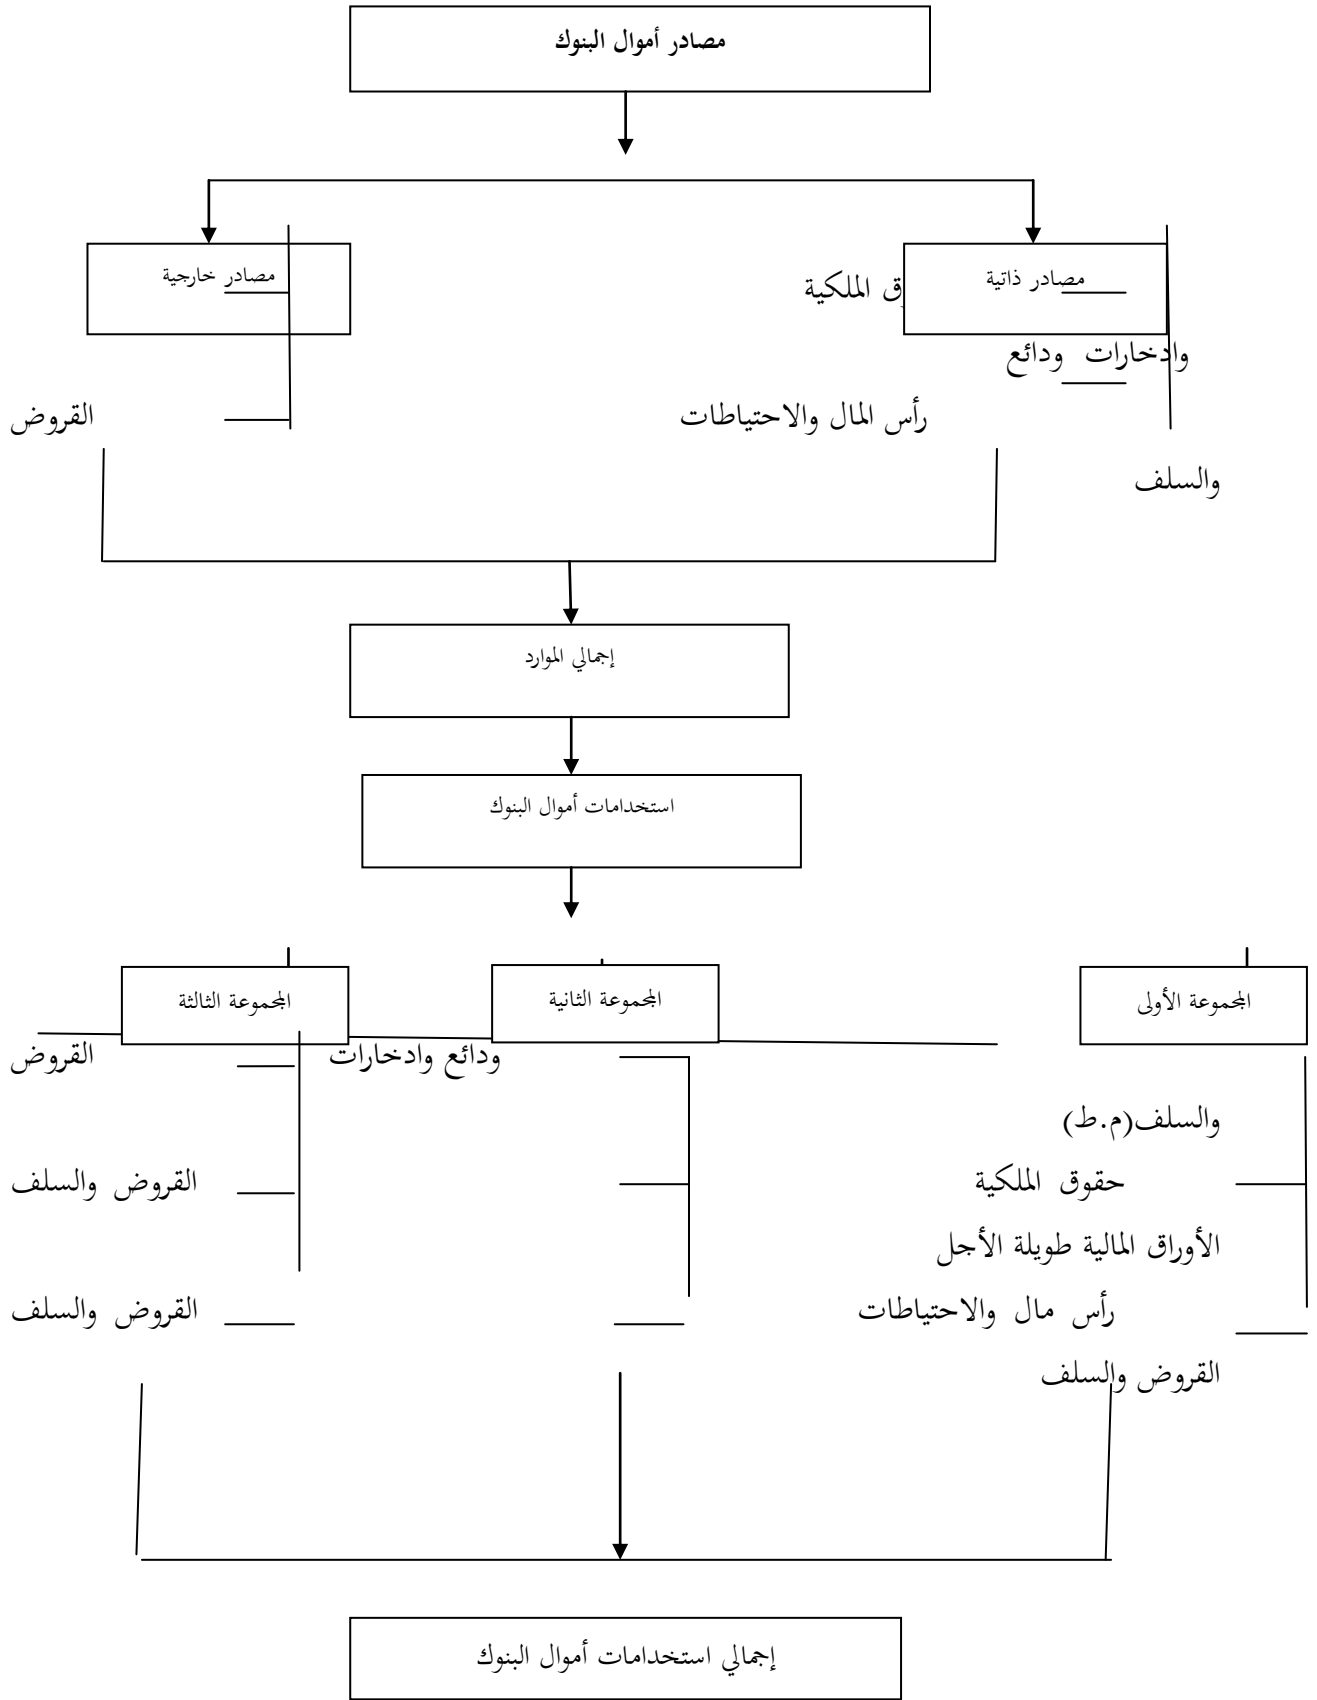 مصادر أموال البنوك
مصادر ذاتية
مصادر خارجية
ق الملكية
وادخارات ودائع
رأس المال والاحتياطات
القروض
والسلف
إجمالي الموارد
استخدامات أموال البنوك
المجموعة الأولى
المجموعة الثانية
المجموعة الثالثة
ودائع وادخارات
القروض
والسلف(م.ط)
حقوق الملكية
القروض والسلف
الأوراق المالية طويلة الأجل
رأس مال والاحتياطات
القروض والسلف
القروض والسلف
إجمالي استخدامات أموال البنوك